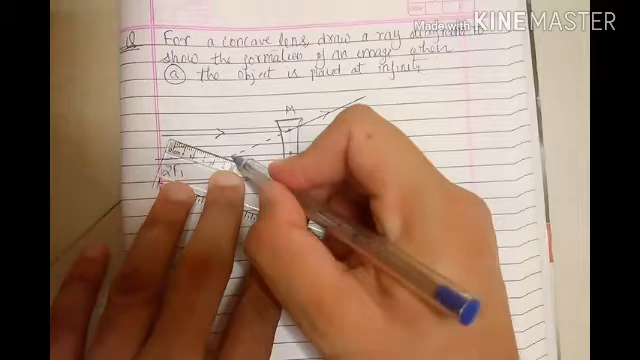 Made with KINEMASTER
Q. For a concave lens, draw a ray diagram to
show the formation of an image when
(a) the object is placed at infinity
M
2F1